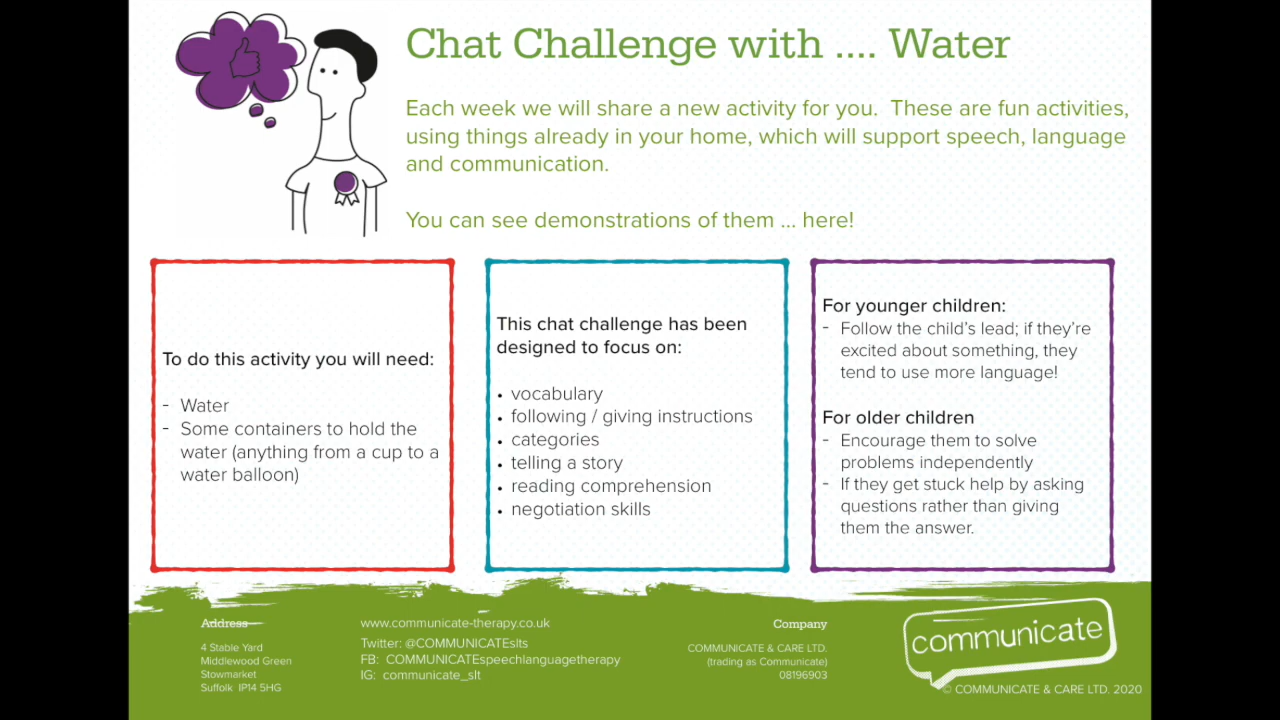 Chat Challenge with .... Water
Each week we will share a new activity for you.  These are fun activities,
using things already in your home, which will support speech, language
and communication.
You can see demonstrations of them ... here!
To do this activity you will need:
- Water
- Some containers to hold the
water (anything from a cup to a
water balloon)
This chat challenge has been
designed to focus on:
• vocabulary
• following / giving instructions
• categories
• telling a story
• reading comprehension
• negotiation skills
For younger children:
- Follow the child's lead; if they're
excited about something, they
tend to use more language!
For older children
- Encourage them to solve
problems independently
- If they get stuck help by asking
questions rather than giving
them the answer.
Address
4 Stable Yard
Middlewood Green
Stowmarket
Suffolk  IP14 5HG
www.communicate-therapy.co.uk
Twitter: @COMMUNICATEslts
FB:  COMMUNICATEspeechlanguagetherapy
IG:  communicate_slt
Company
COMMUNICATE & CARE LTD.
(trading as Communicate)
08196903
communicate
© COMMUNICATE & CARE LTD. 2020